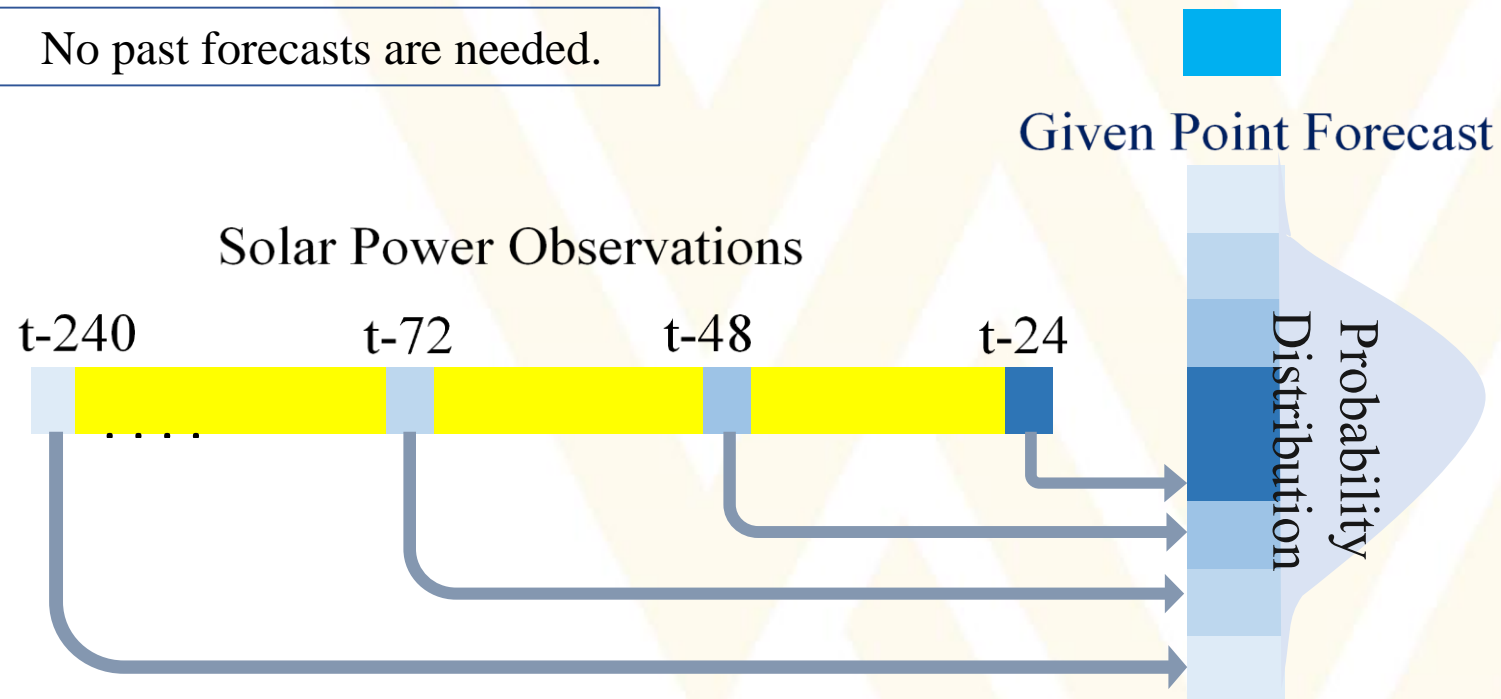 No past forecasts are needed.
Given Point Forecast
Solar Power Observations
t-240
t-72
t-48
t-24
. . . .
Probability
Distribution